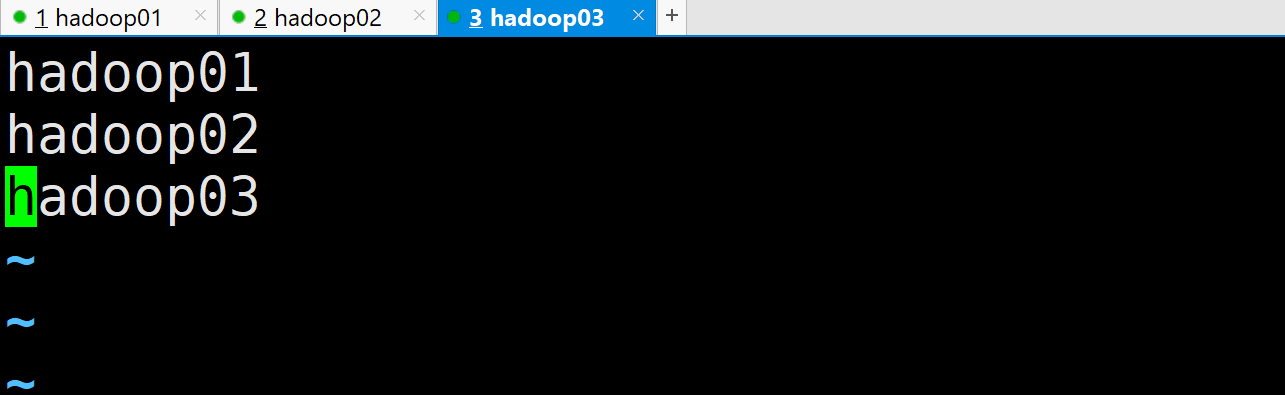 1 hadoop01 × 2 hadoop02 × 3 hadoop03 × +
hadoop01
hadoop02
hadoop03
~
~
~